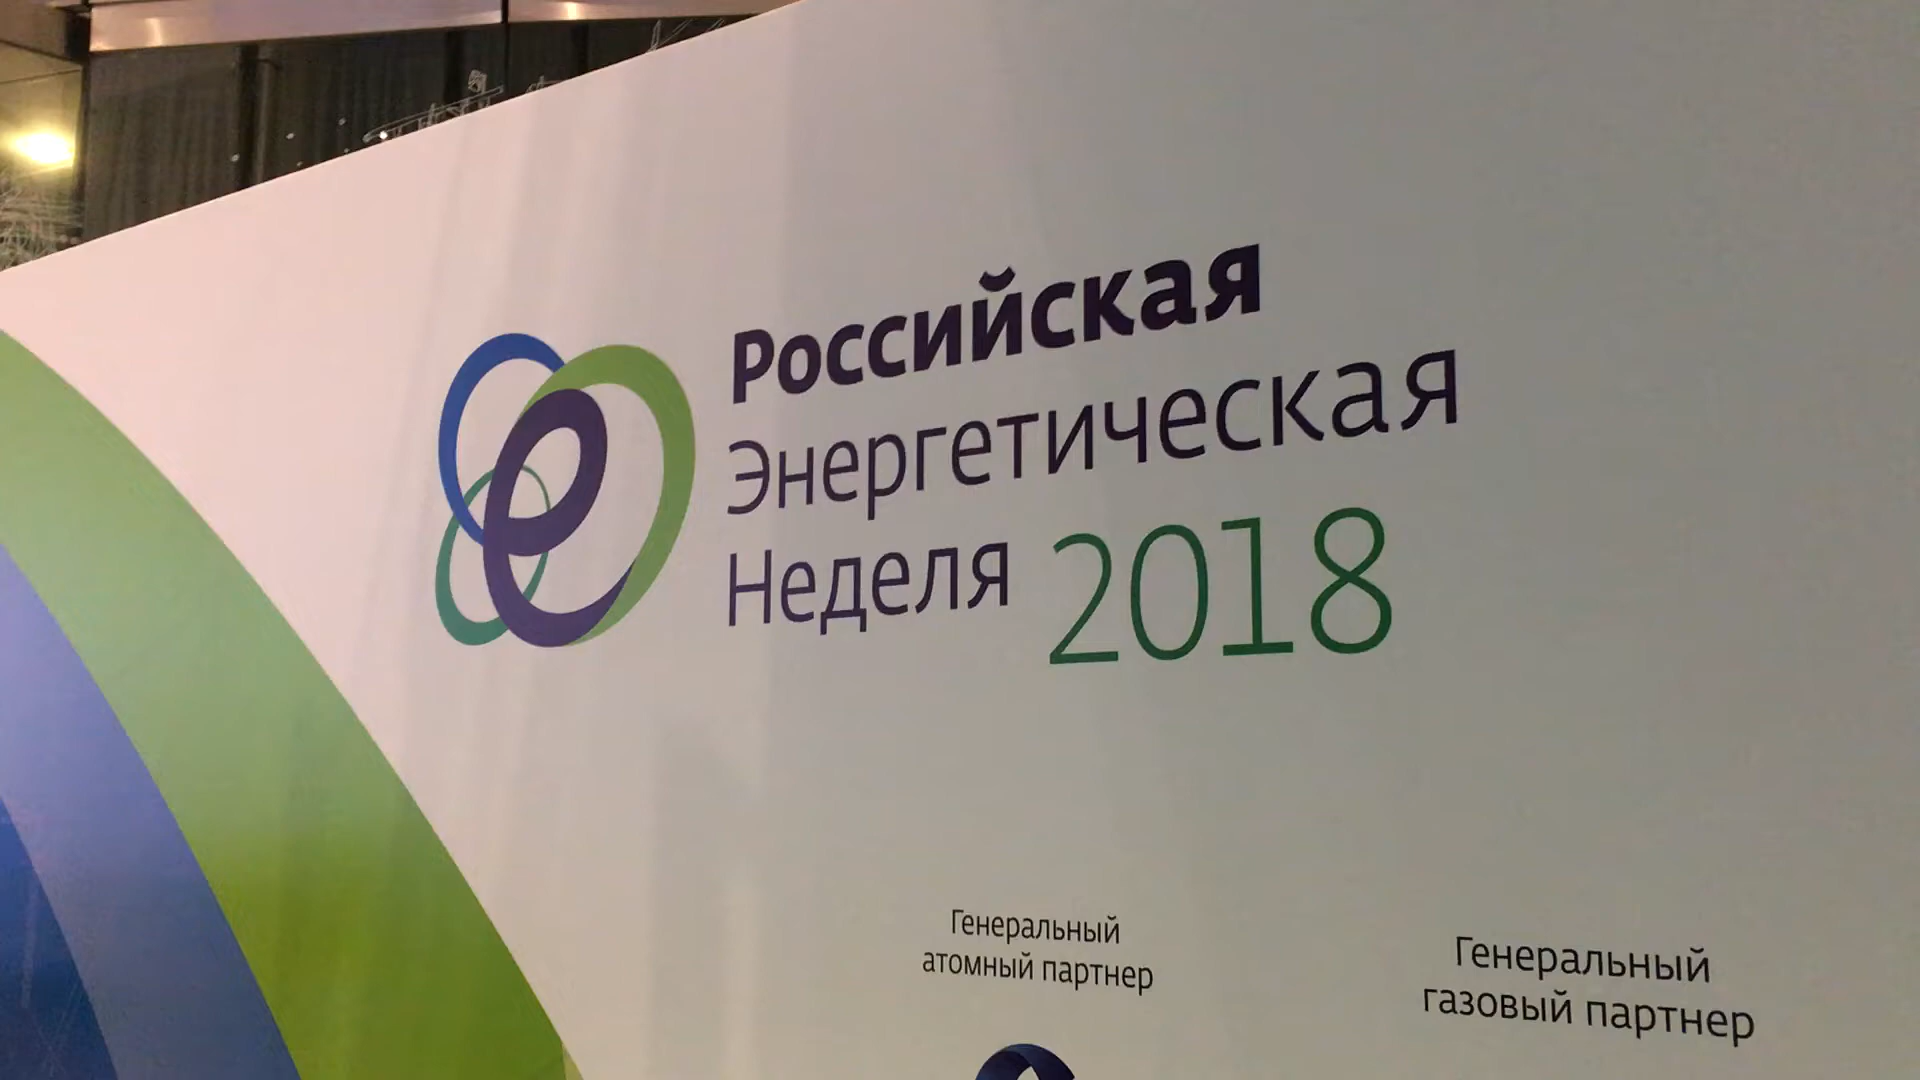 Российская
Энергетическая
Неделя 2018
Генеральный
атомный партнер
Генеральный
газовый партнер